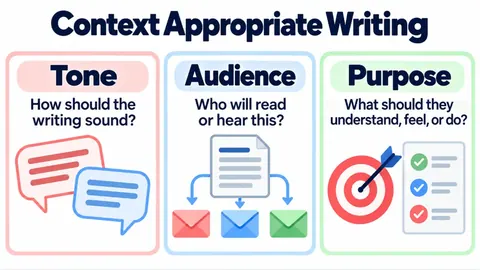 Context Appropriate Writing
Tone
How should the
writing sound?
Audience
Who will read
or hear this?
Purpose
What should they
understand, feel, or do?